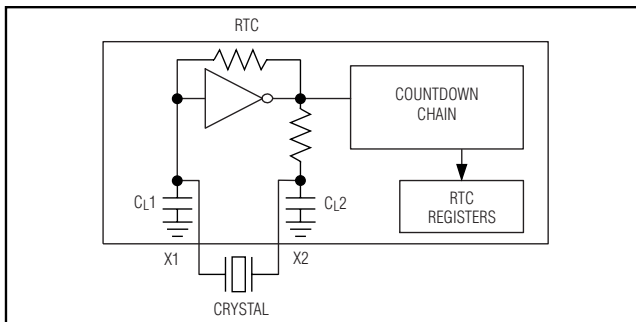 RTC
COUNTDOWN
CHAIN
RTC
REGISTERS
CL1
CL2
X1
X2
CRYSTAL